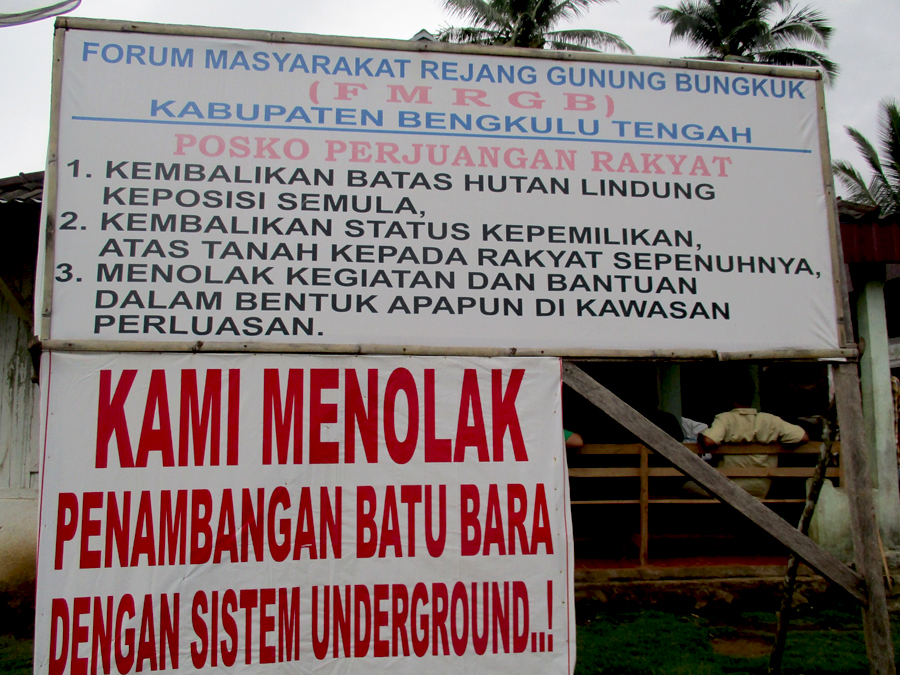 FORUM MASYARAKAT REJANG GUNUNG BUNGKUK
(FMRGB)
KABUPATEN BENGKULU TENGAH
POSKO PERJUANGAN RAKYAT
1. KEMBALIKAN BATAS HUTAN LINDUNG
KEPOSISI SEMULA,
2. KEMBALIKAN STATUS KEPEMILIKAN,
ATAS TANAH KEPADA RAKYAT SEPENUHNYA,
3. MENOLAK KEGIATAN DAN BANTUAN
DALAM BENTUK APAPUN DI KAWASAN
PERLUASAN.
KAMI MENOLAK
PENAMBANGAN BATU BARA
DENGAN SISTEM UNDERGROUND..!